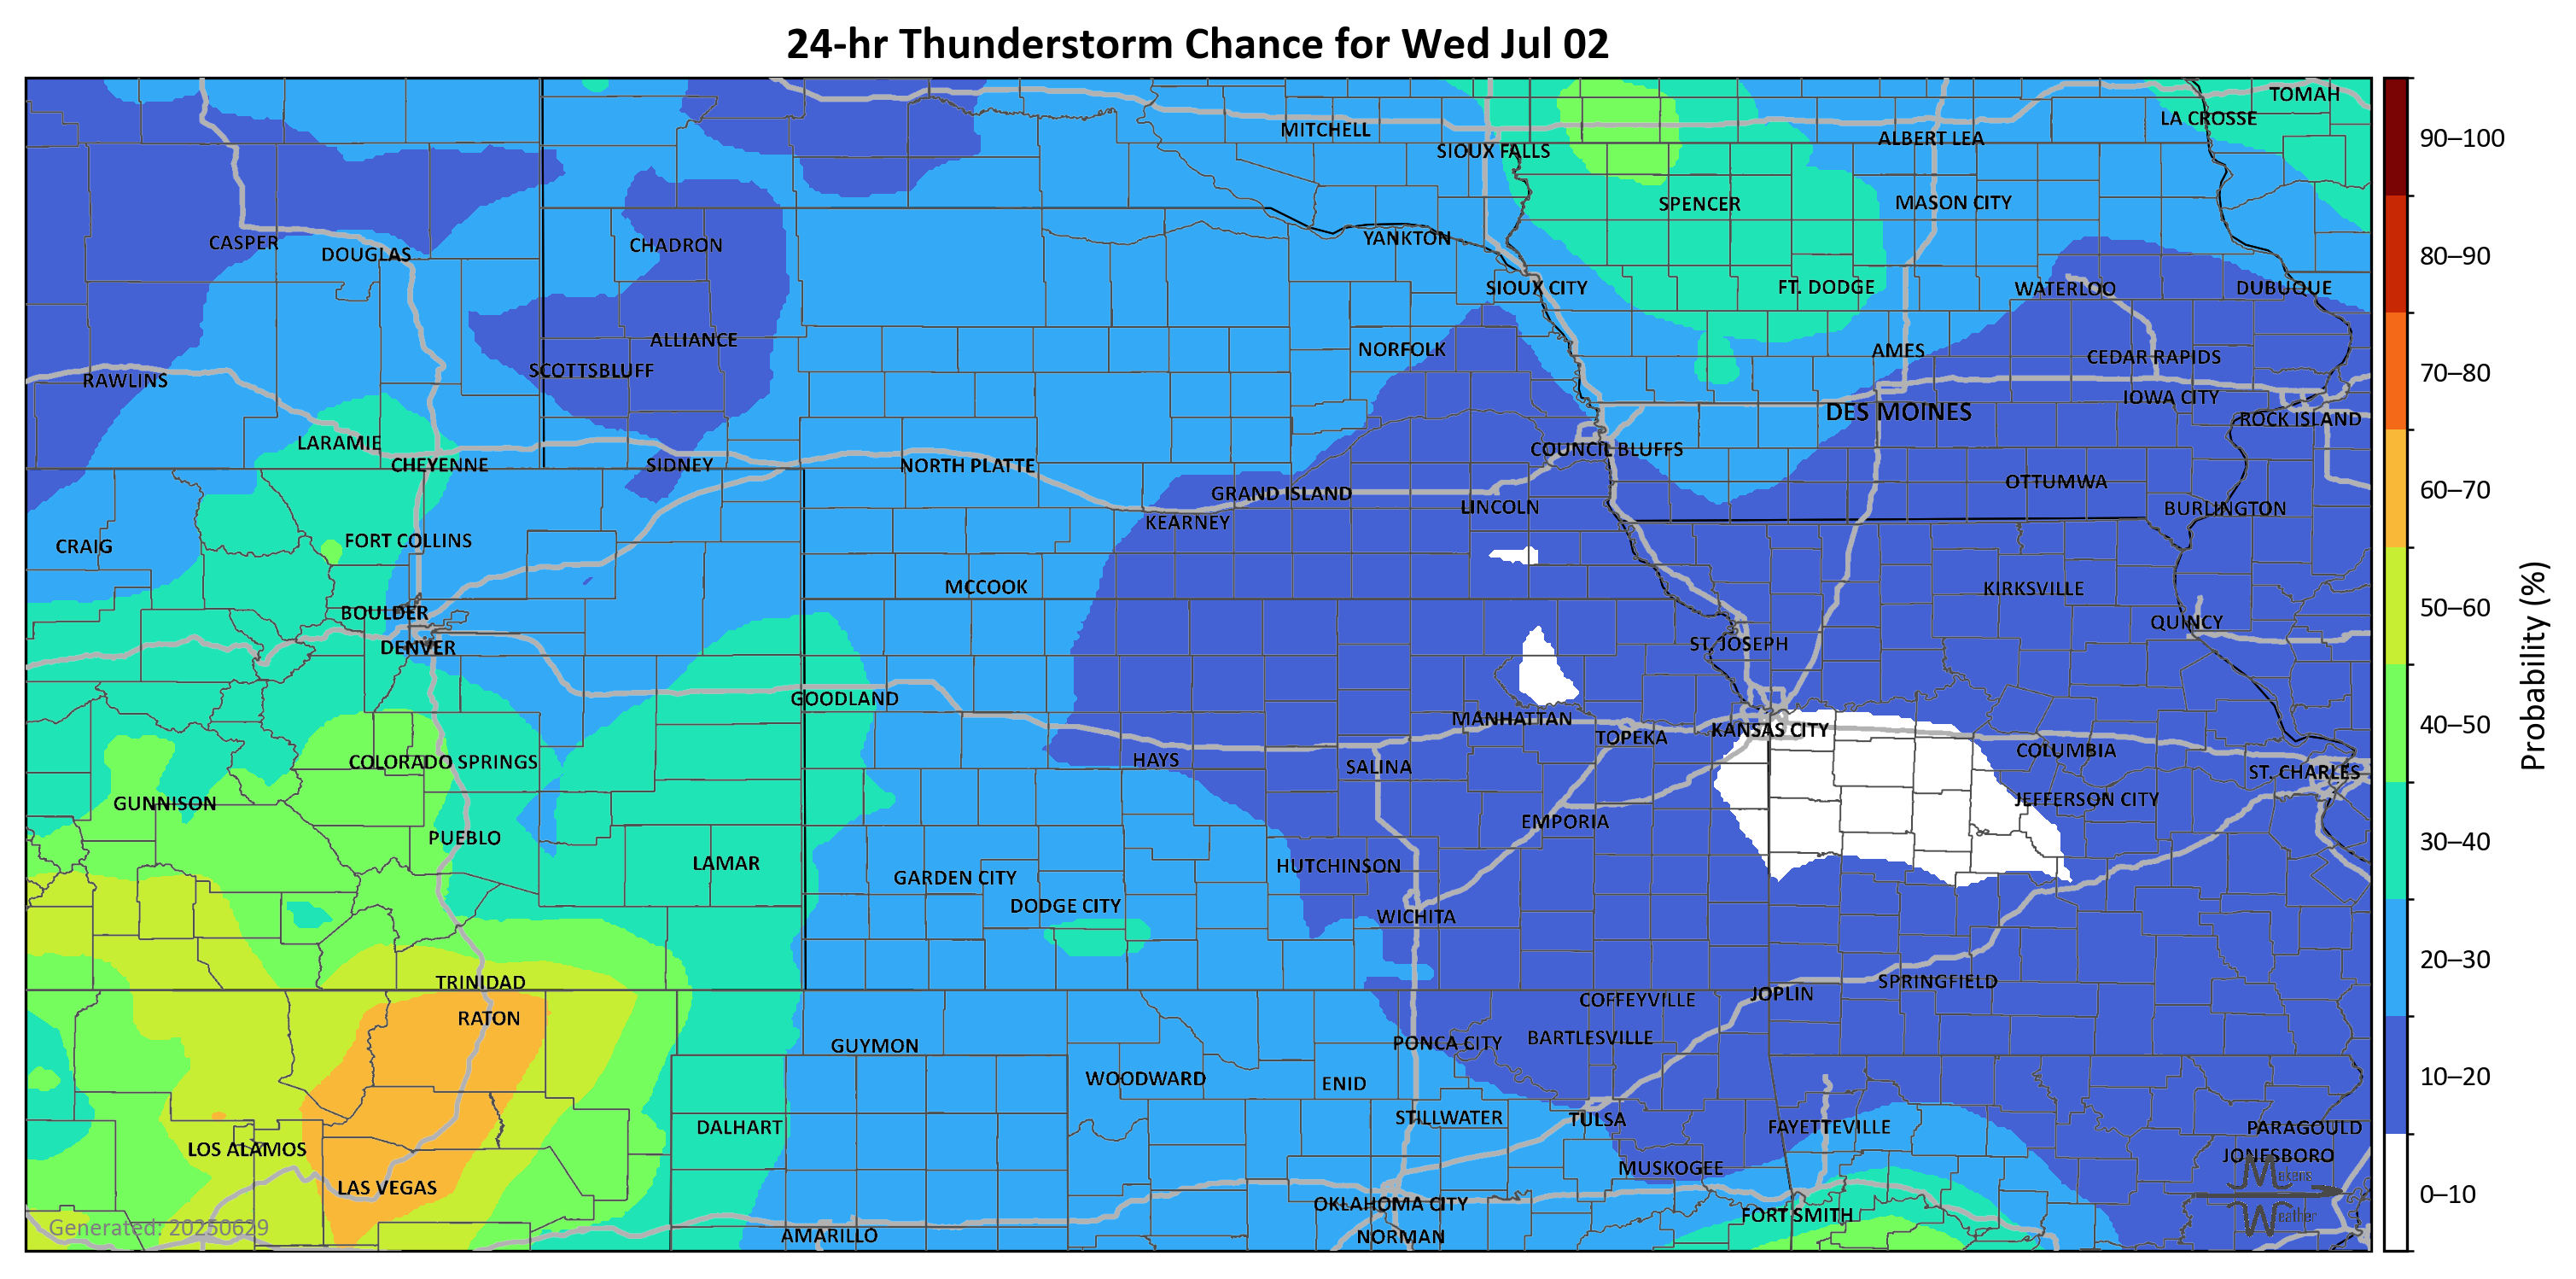 24-hr Thunderstorm Chance for Wed Jul 02
TOMAH
LA CROSSE
MITCHELL
ALBERT LEA
SIOUX FALLS
SPENCER
MASON CITY
YANKTON
CASPER
CHADRON
DOUGLAS
SIOUX CITY
FT. DODGE
WATERLOO
DUBUQUE
ALLIANCE
NORFOLK
AMES
CEDAR RAPIDS
SCOTTSBLUFF
RAWLINS
IOWA CITY
DES MOINES
ROCK ISLAND
LARAMIE
COUNCIL BLUFFS
CHEYENNE
SIDNEY
NORTH PLATTE
OTTUMWA
GRAND ISLAND
LINCOLN
BURLINGTON
KEARNEY
CRAIG
FORT COLLINS
MCCOOK
KIRKSVILLE
BOULDER
QUINCY
DENVER
ST. JOSEPH
GOODLAND
MANHATTAN
KANSAS CITY
TOPEKA
COLUMBIA
COLORADO SPRINGS
HAYS
SALINA
ST. CHARLES
GUNNISON
JEFFERSON CITY
EMPORIA
PUEBLO
LAMAR
HUTCHINSON
GARDEN CITY
DODGE CITY
WICHITA
TRINIDAD
SPRINGFIELD
JOPLIN
COFFEYVILLE
RATON
BARTLESVILLE
PONCA CITY
GUYMON
WOODWARD
ENID
STILLWATER
TULSA
DALHART
FAYETTEVILLE
PARAGOULD
LOS ALAMOS
JONESBORO
MUSKOGEE
LAS VEGAS
OKLAHOMA CITY
FORT SMITH
AMARILLO
NORMAN
Generated: 20250629
Mekens
Weather
90–100
80–90
70–80
60–70
50–60
40–50
30–40
20–30
10–20
0–10
Probability (%)